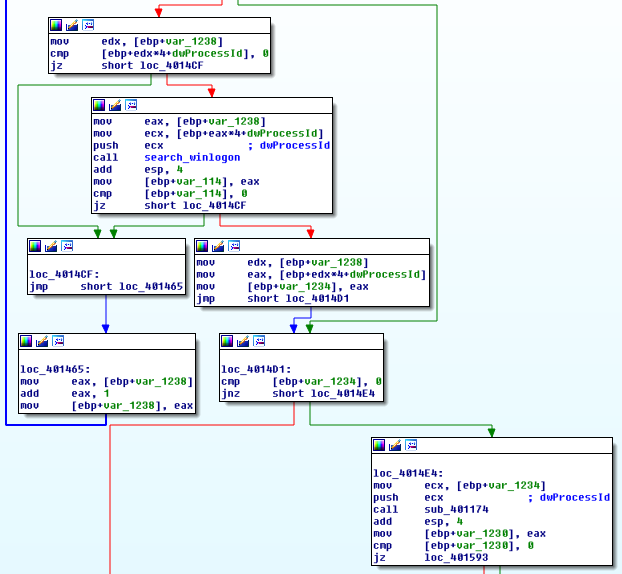 mov     edx, [ebp+var_1238]
cmp     [ebp+edx*4+dwProcessId], 0
jz      short loc_4014CF
mov     eax, [ebp+var_1238]
mov     ecx, [ebp+eax*4+dwProcessId]
push    ecx             ; dwProcessId
call    search_winlogon
add     esp, 4
mov     [ebp+var_114], eax
cmp     [ebp+var_114], 0
jz      short loc_4014CF
loc_4014CF:
jmp     short loc_401465
mov     edx, [ebp+var_1238]
mov     eax, [ebp+edx*4+dwProcessId]
mov     [ebp+var_1234], eax
jmp     short loc_4014D1
loc_401465:
mov     eax, [ebp+var_1238]
add     eax, 1
mov     [ebp+var_1238], eax
loc_4014D1:
cmp     [ebp+var_1234], 0
jnz     short loc_4014E4
loc_4014E4:
mov     ecx, [ebp+var_1234]
push    ecx             ; dwProcessId
call    sub_401174
add     esp, 4
mov     [ebp+var_1230], eax
cmp     [ebp+var_1230], 0
jz      loc_401593